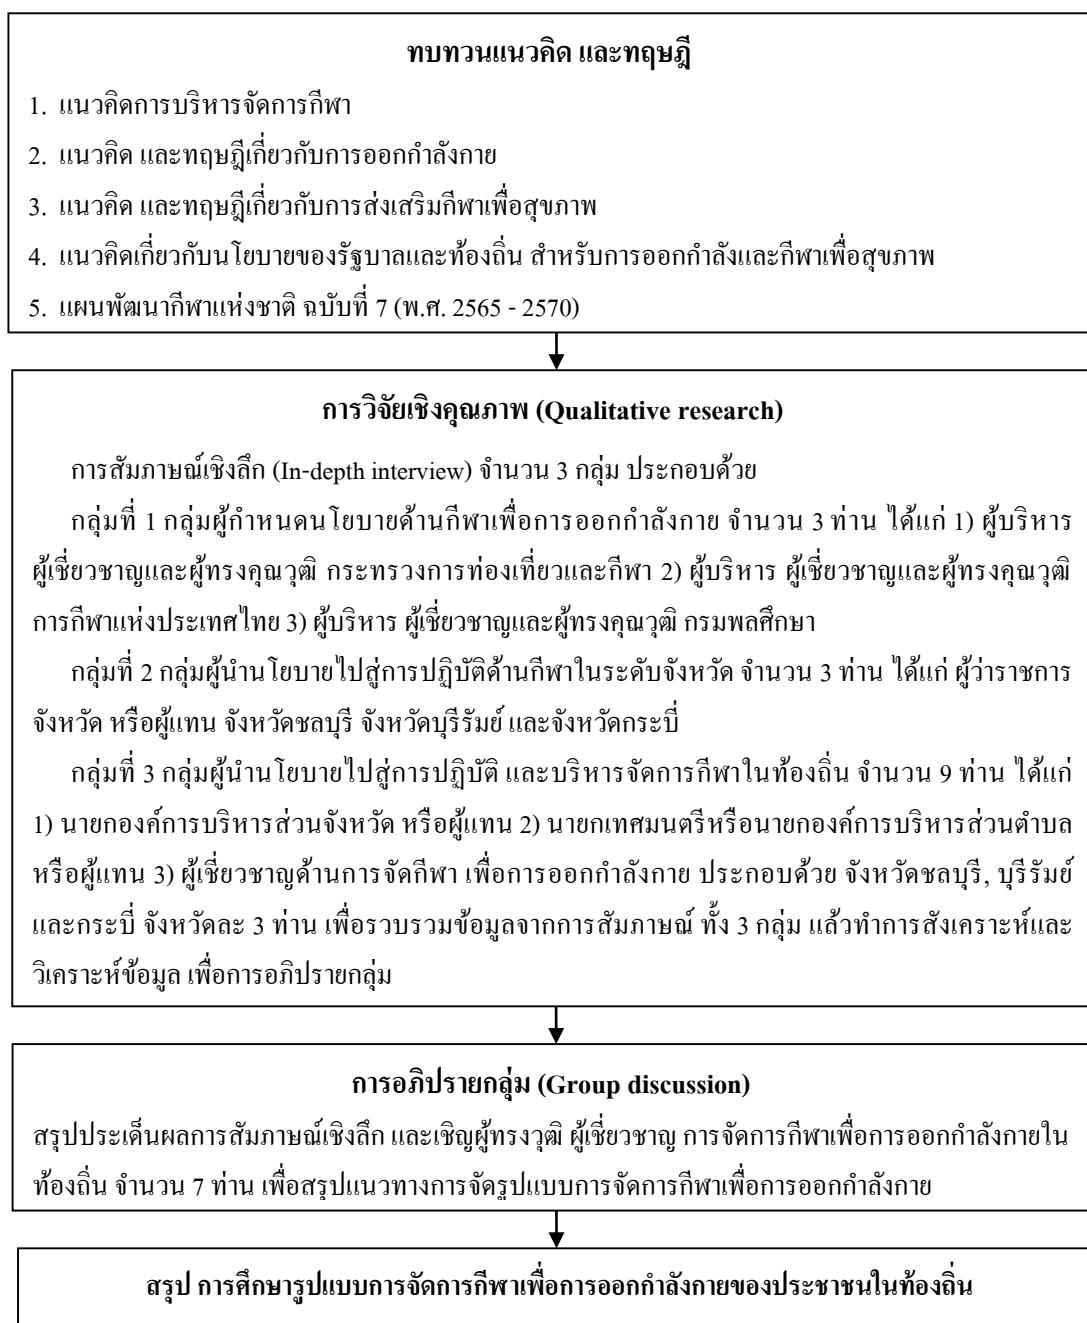 ทบทวนแนวคิด และทฤษฎี
1. แนวคิดการบริหารจัดการกีฬา
2. แนวคิด และทฤษฎีเกี่ยวกับการออกกำลังกาย
3. แนวคิด และทฤษฎีเกี่ยวกับการส่งเสริมกีฬาเพื่อสุขภาพ
4. แนวคิดเกี่ยวกับนโยบายของรัฐบาลและท้องถิ่น สำหรับการออกกำลังและกีฬาเพื่อสุขภาพ
5. แผนพัฒนากีฬาแห่งชาติ ฉบับที่ 7 (พ.ศ. 2565 - 2570)
การวิจัยเชิงคุณภาพ (Qualitative research)
การสัมภาษณ์เชิงลึก (In-depth interview) จำนวน 3 กลุ่ม ประกอบด้วย
กลุ่มที่ 1 กลุ่มผู้กำหนดนโยบายด้านกีฬาเพื่อการออกกำลังกาย จำนวน 3 ท่าน ได้แก่ 1) ผู้บริหาร
ผู้เชี่ยวชาญและผู้ทรงคุณวุฒิ กระทรวงการท่องเที่ยวและกีฬา 2) ผู้บริหาร ผู้เชี่ยวชาญและผู้ทรงคุณวุฒิ
การกีฬาแห่งประเทศไทย 3) ผู้บริหาร ผู้เชี่ยวชาญและผู้ทรงคุณวุฒิ กรมพลศึกษา
กลุ่มที่ 2 กลุ่มผู้นำนโยบายไปสู่การปฏิบัติด้านกีฬาในระดับจังหวัด จำนวน 3 ท่าน ได้แก่ ผู้ว่าราชการ
จังหวัด หรือผู้แทน จังหวัดชลบุรี จังหวัดบุรีรัมย์ และจังหวัดกระบี่
กลุ่มที่ 3 กลุ่มผู้นำนโยบายไปสู่การปฏิบัติ และบริหารจัดการกีฬาในท้องถิ่น จำนวน 9 ท่าน ได้แก่
1) นายกองค์การบริหารส่วนจังหวัด หรือผู้แทน 2) นายกเทศมนตรีหรือนายกองค์การบริหารส่วนตำบล
หรือผู้แทน 3) ผู้เชี่ยวชาญด้านการจัดกีฬา เพื่อการออกกำลังกาย ประกอบด้วย จังหวัดชลบุรี, บุรีรัมย์
และกระบี่ จังหวัดละ 3 ท่าน เพื่อรวบรวมข้อมูลจากการสัมภาษณ์ ทั้ง 3 กลุ่ม แล้วทำการสังเคราะห์และ
วิเคราะห์ข้อมูล เพื่อการอภิปรายกลุ่ม
การอภิปรายกลุ่ม (Group discussion)
สรุปประเด็นผลการสัมภาษณ์เชิงลึก และเชิญผู้ทรงวุฒิ ผู้เชี่ยวชาญ การจัดการกีฬาเพื่อการออกกำลังกายใน
ท้องถิ่น จำนวน 7 ท่าน เพื่อสรุปแนวทางการจัดรูปแบบการจัดการกีฬาเพื่อการออกกำลังกาย
สรุป การศึกษารูปแบบการจัดการกีฬาเพื่อการออกกำลังกายของประชาชนในท้องถิ่น